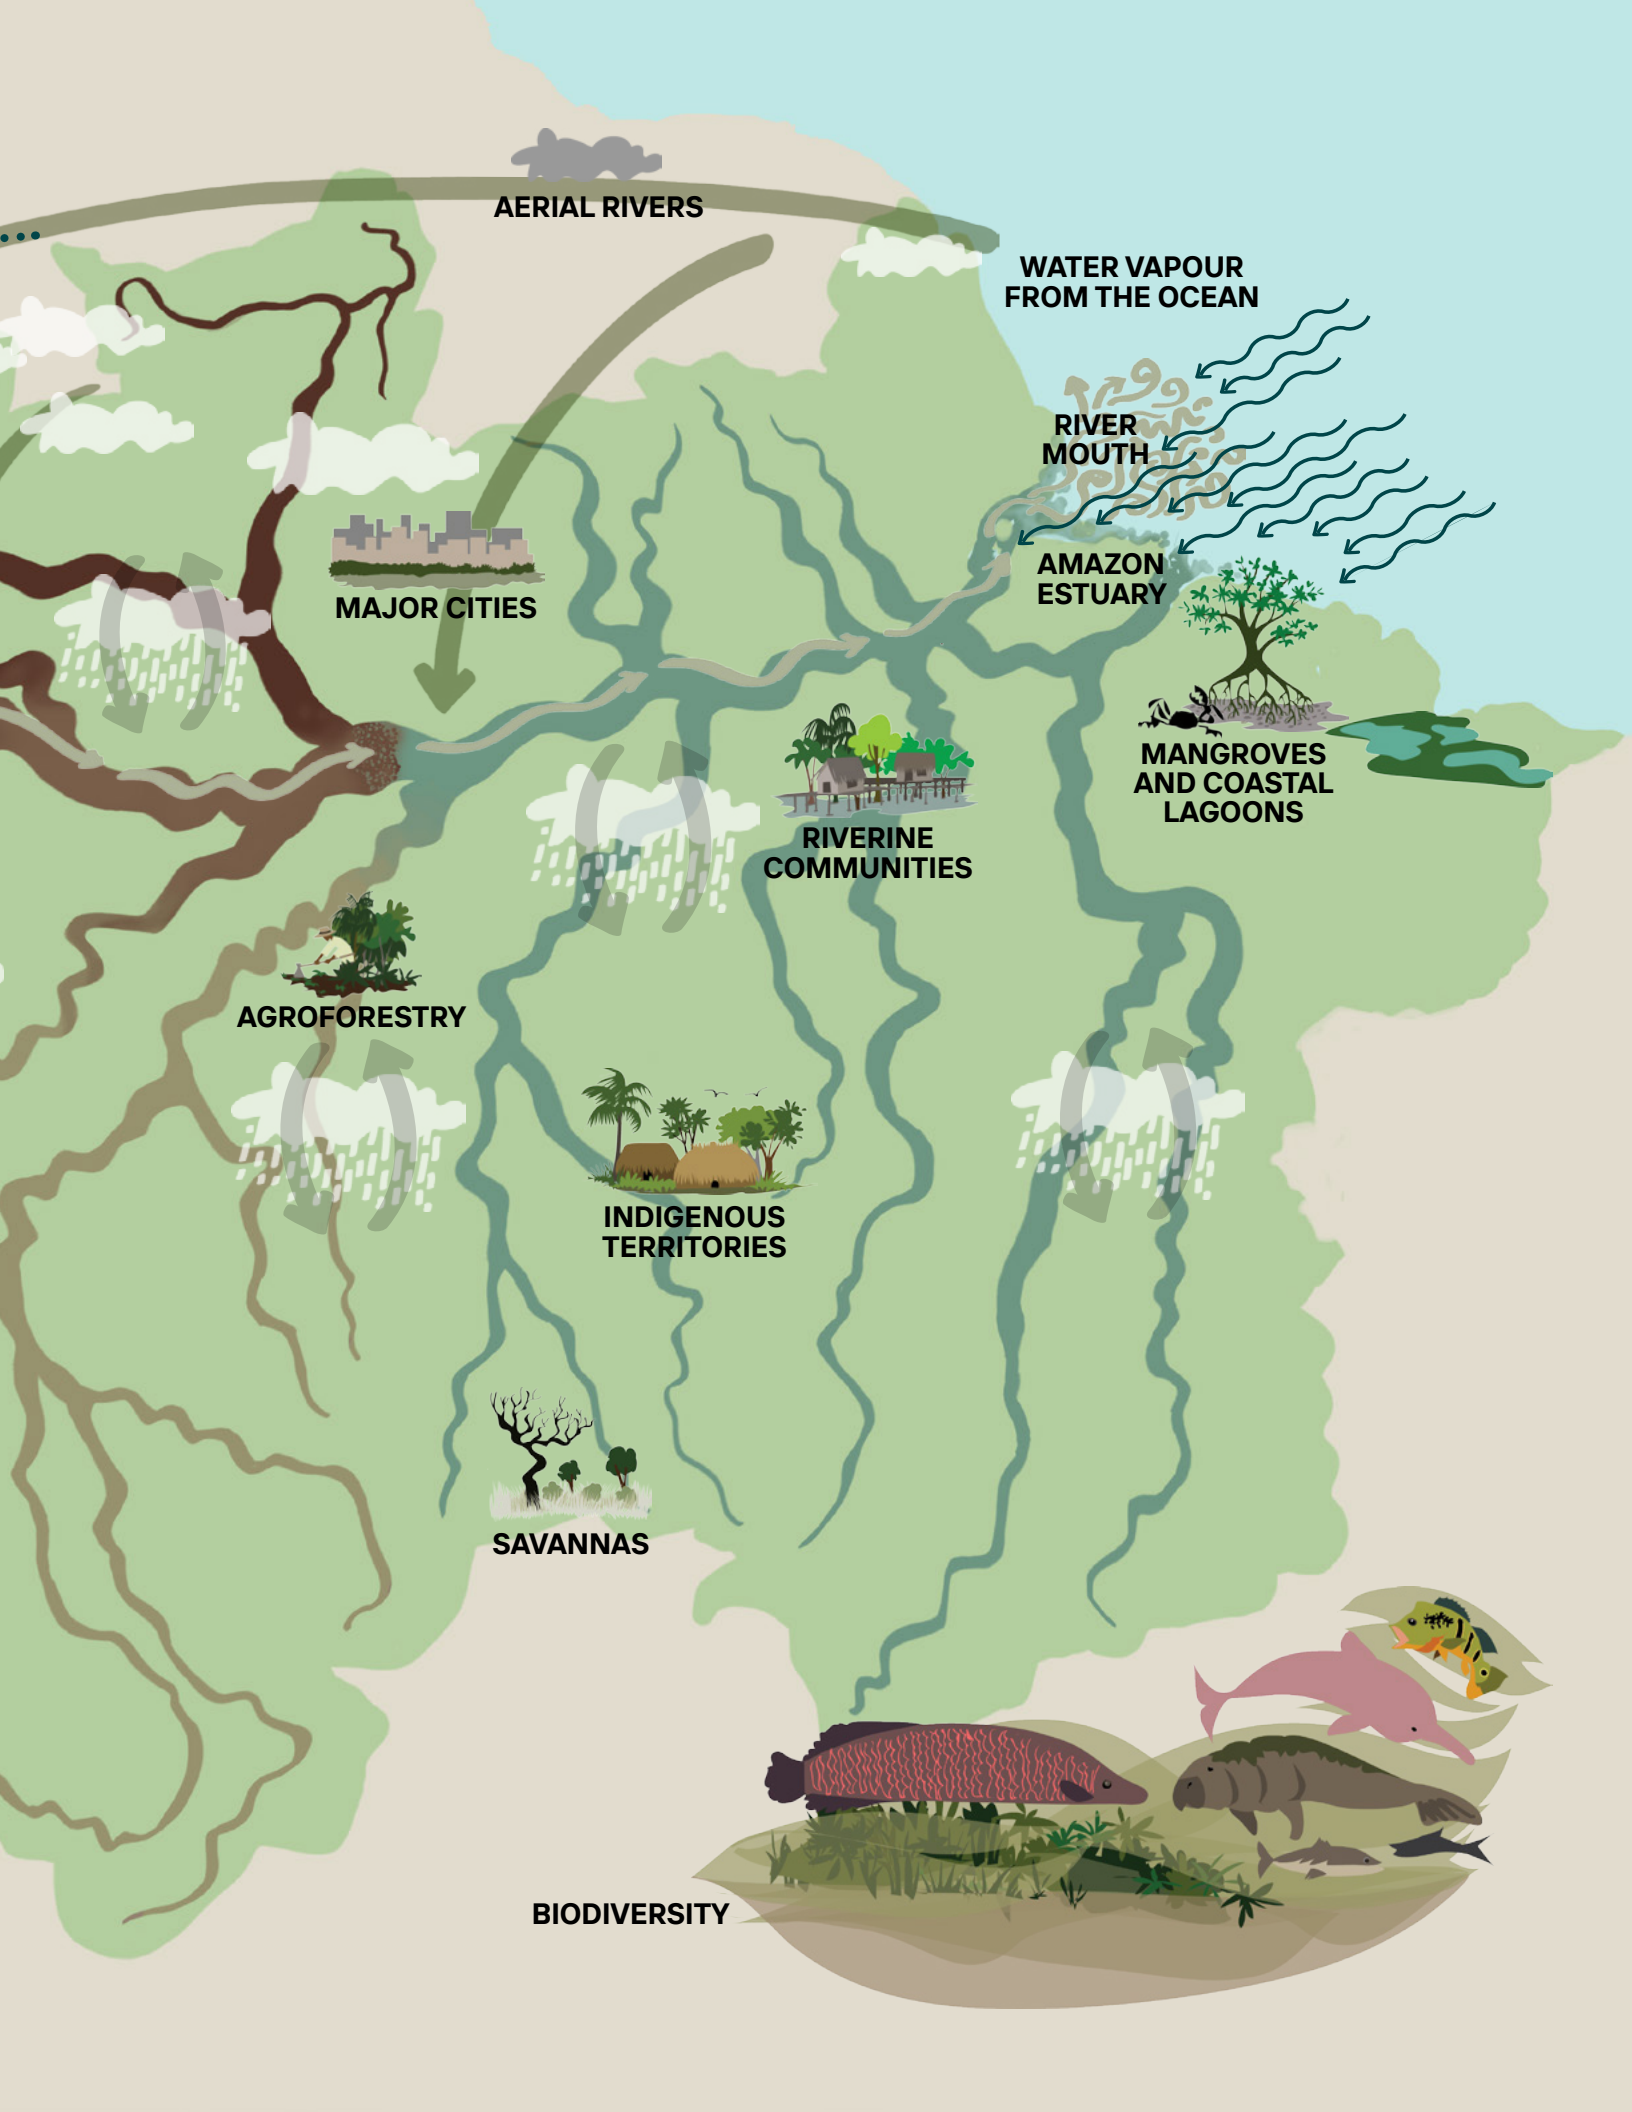 AERIAL RIVERS
WATER VAPOUR
FROM THE OCEAN
RIVER
MOUTH
AMAZON
ESTUARY
MAJOR CITIES
MANGROVES
AND COASTAL
LAGOONS
RIVERINE
COMMUNITIES
AGROFORESTRY
INDIGENOUS
TERRITORIES
SAVANNAS
BIODIVERSITY